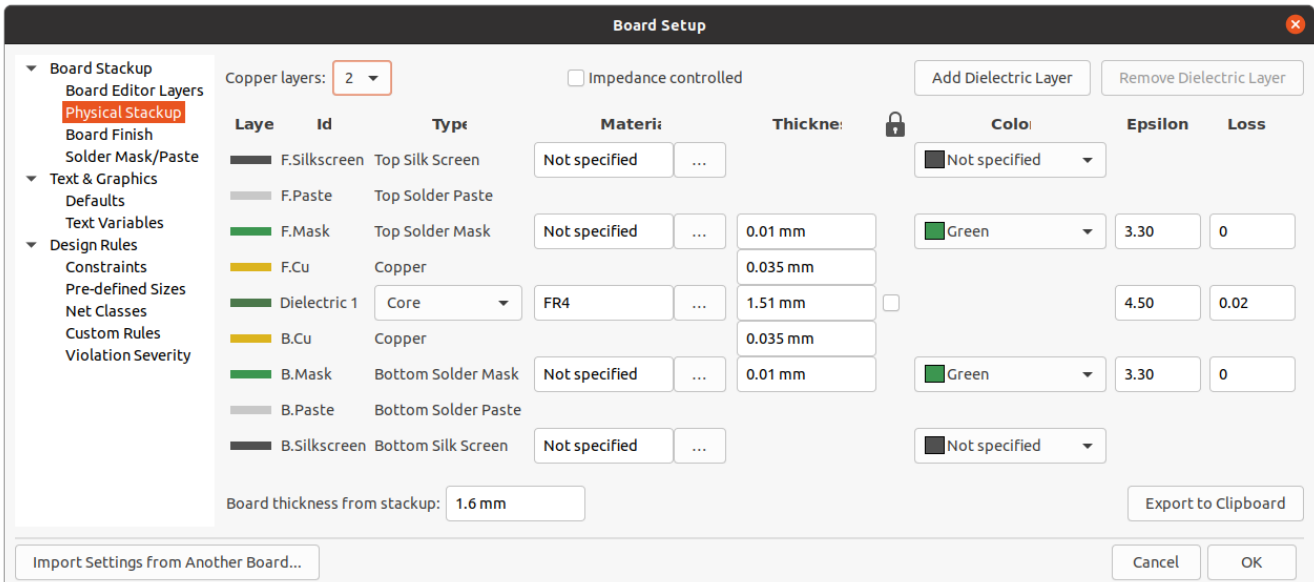 Board Setup
Board Stackup
Board Editor Layers
Physical Stackup
Board Finish
Solder Mask/Paste
Text & Graphics
Defaults
Text Variables
Design Rules
Constraints
Pre-defined Sizes
Net Classes
Custom Rules
Violation Severity
Copper layers: 2 Impedance controlled Add Dielectric Layer Remove Dielectric Layer
Laye Id Type Materia Thickne: Color Epsilon Loss
F.Silkscreen Top Silk Screen Not specified ... Not specified
F.Paste Top Solder Paste
F.Mask Top Solder Mask Not specified ... 0.01 mm Green 3.30 0
F.Cu Copper 0.035 mm
Dielectric 1 Core FR4 ... 1.51 mm 4.50 0.02
B.Cu Copper 0.035 mm
B.Mask Bottom Solder Mask Not specified ... 0.01 mm Green 3.30 0
B.Paste Bottom Solder Paste
B.Silkscreen Bottom Silk Screen Not specified ... Not specified
Board thickness from stackup: 1.6 mm Export to Clipboard
Import Settings from Another Board... Cancel OK